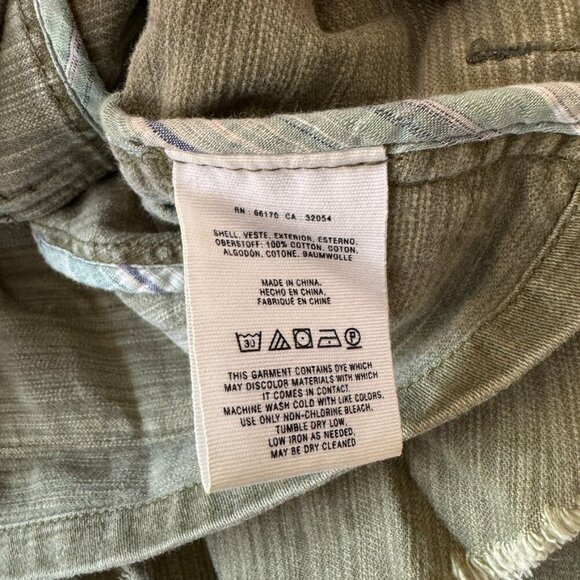 RN : 66170 CA : 32054
SHELL, VESTE, EXTERIOR, ESTERNO,
OBERSTOFF: 100% COTTON, COTON,
ALGODÓN, COTONE, BAUMWOLLE
MADE IN CHINA.
HECHO EN CHINA.
FABRIQUÉ EN CHINE
30 P
THIS GARMENT CONTAINS DYE WHICH
MAY DISCOLOR MATERIALS WITH WHICH
IT COMES IN CONTACT.
MACHINE WASH COLD WITH LIKE COLORS.
USE ONLY NON-CHLORINE BLEACH.
TUMBLE DRY LOW.
LOW IRON AS NEEDED.
MAY BE DRY CLEANED